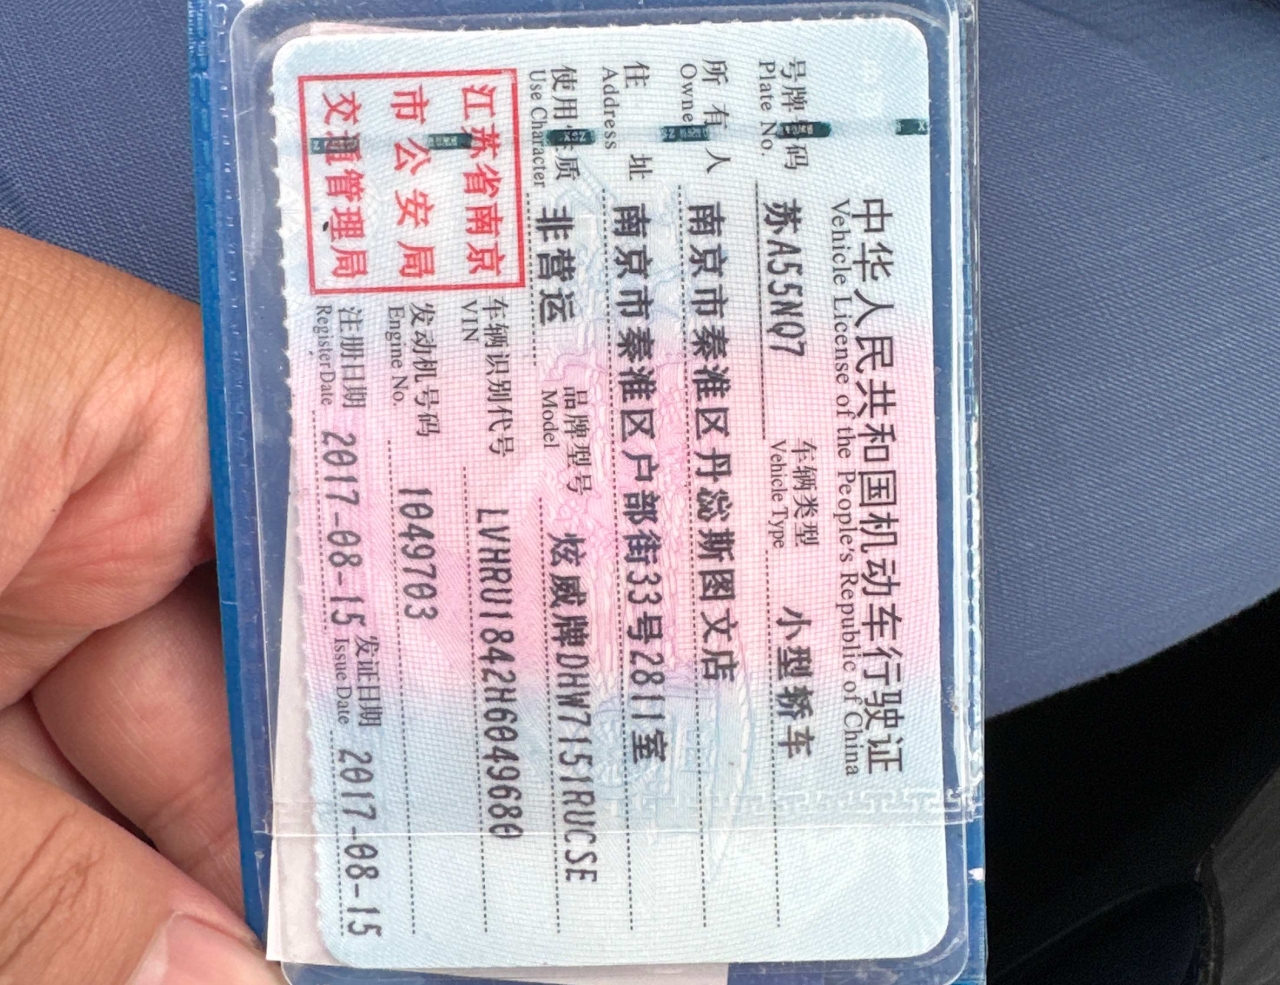 中华人民共和国机动车行驶证
Vehicle License of the People's Republic of China
号牌号码 苏A55NQ7 车辆类型 小型轿车
Plate No. Vehicle Type
所有人 南京市秦淮区丹惢斯图文店
Owner
住址 南京市秦淮区户部街33号2811室
Address
使用性质 非营运 品牌型号 炫威牌DHW7151RUCSE
Use Character Model
江苏省南京
市公安局
交通管理局
车辆识别代号 LVHRU1842H6049680
VIN
发动机号码 1049703
Engine No.
注册日期 2017-08-15 发证日期 2017-08-15
Register Date Issue Date